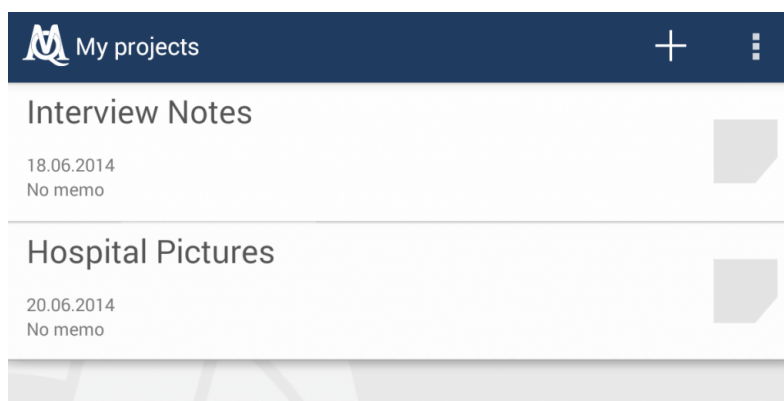 My projects
Interview Notes
18.06.2014
No memo
Hospital Pictures
20.06.2014
No memo